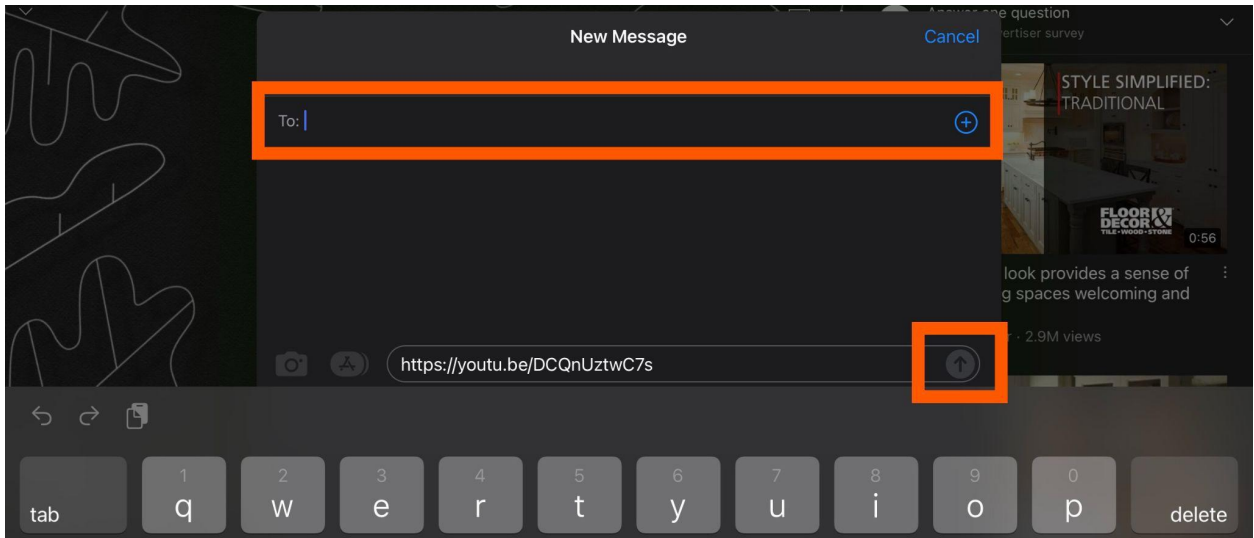 New Message
Cancel
To:
https://youtu.be/DCQnUztwC7s
one question
survey
STYLE SIMPLIFIED:
TRADITIONAL
FLOOR &
DECOR
TILE•WOOD•STONE
0:56
look provides a sense of
spaces welcoming and
· 2.9M views
1 2 3 4 5 6 7 8 9 0
tab q w e r t y u i o p delete